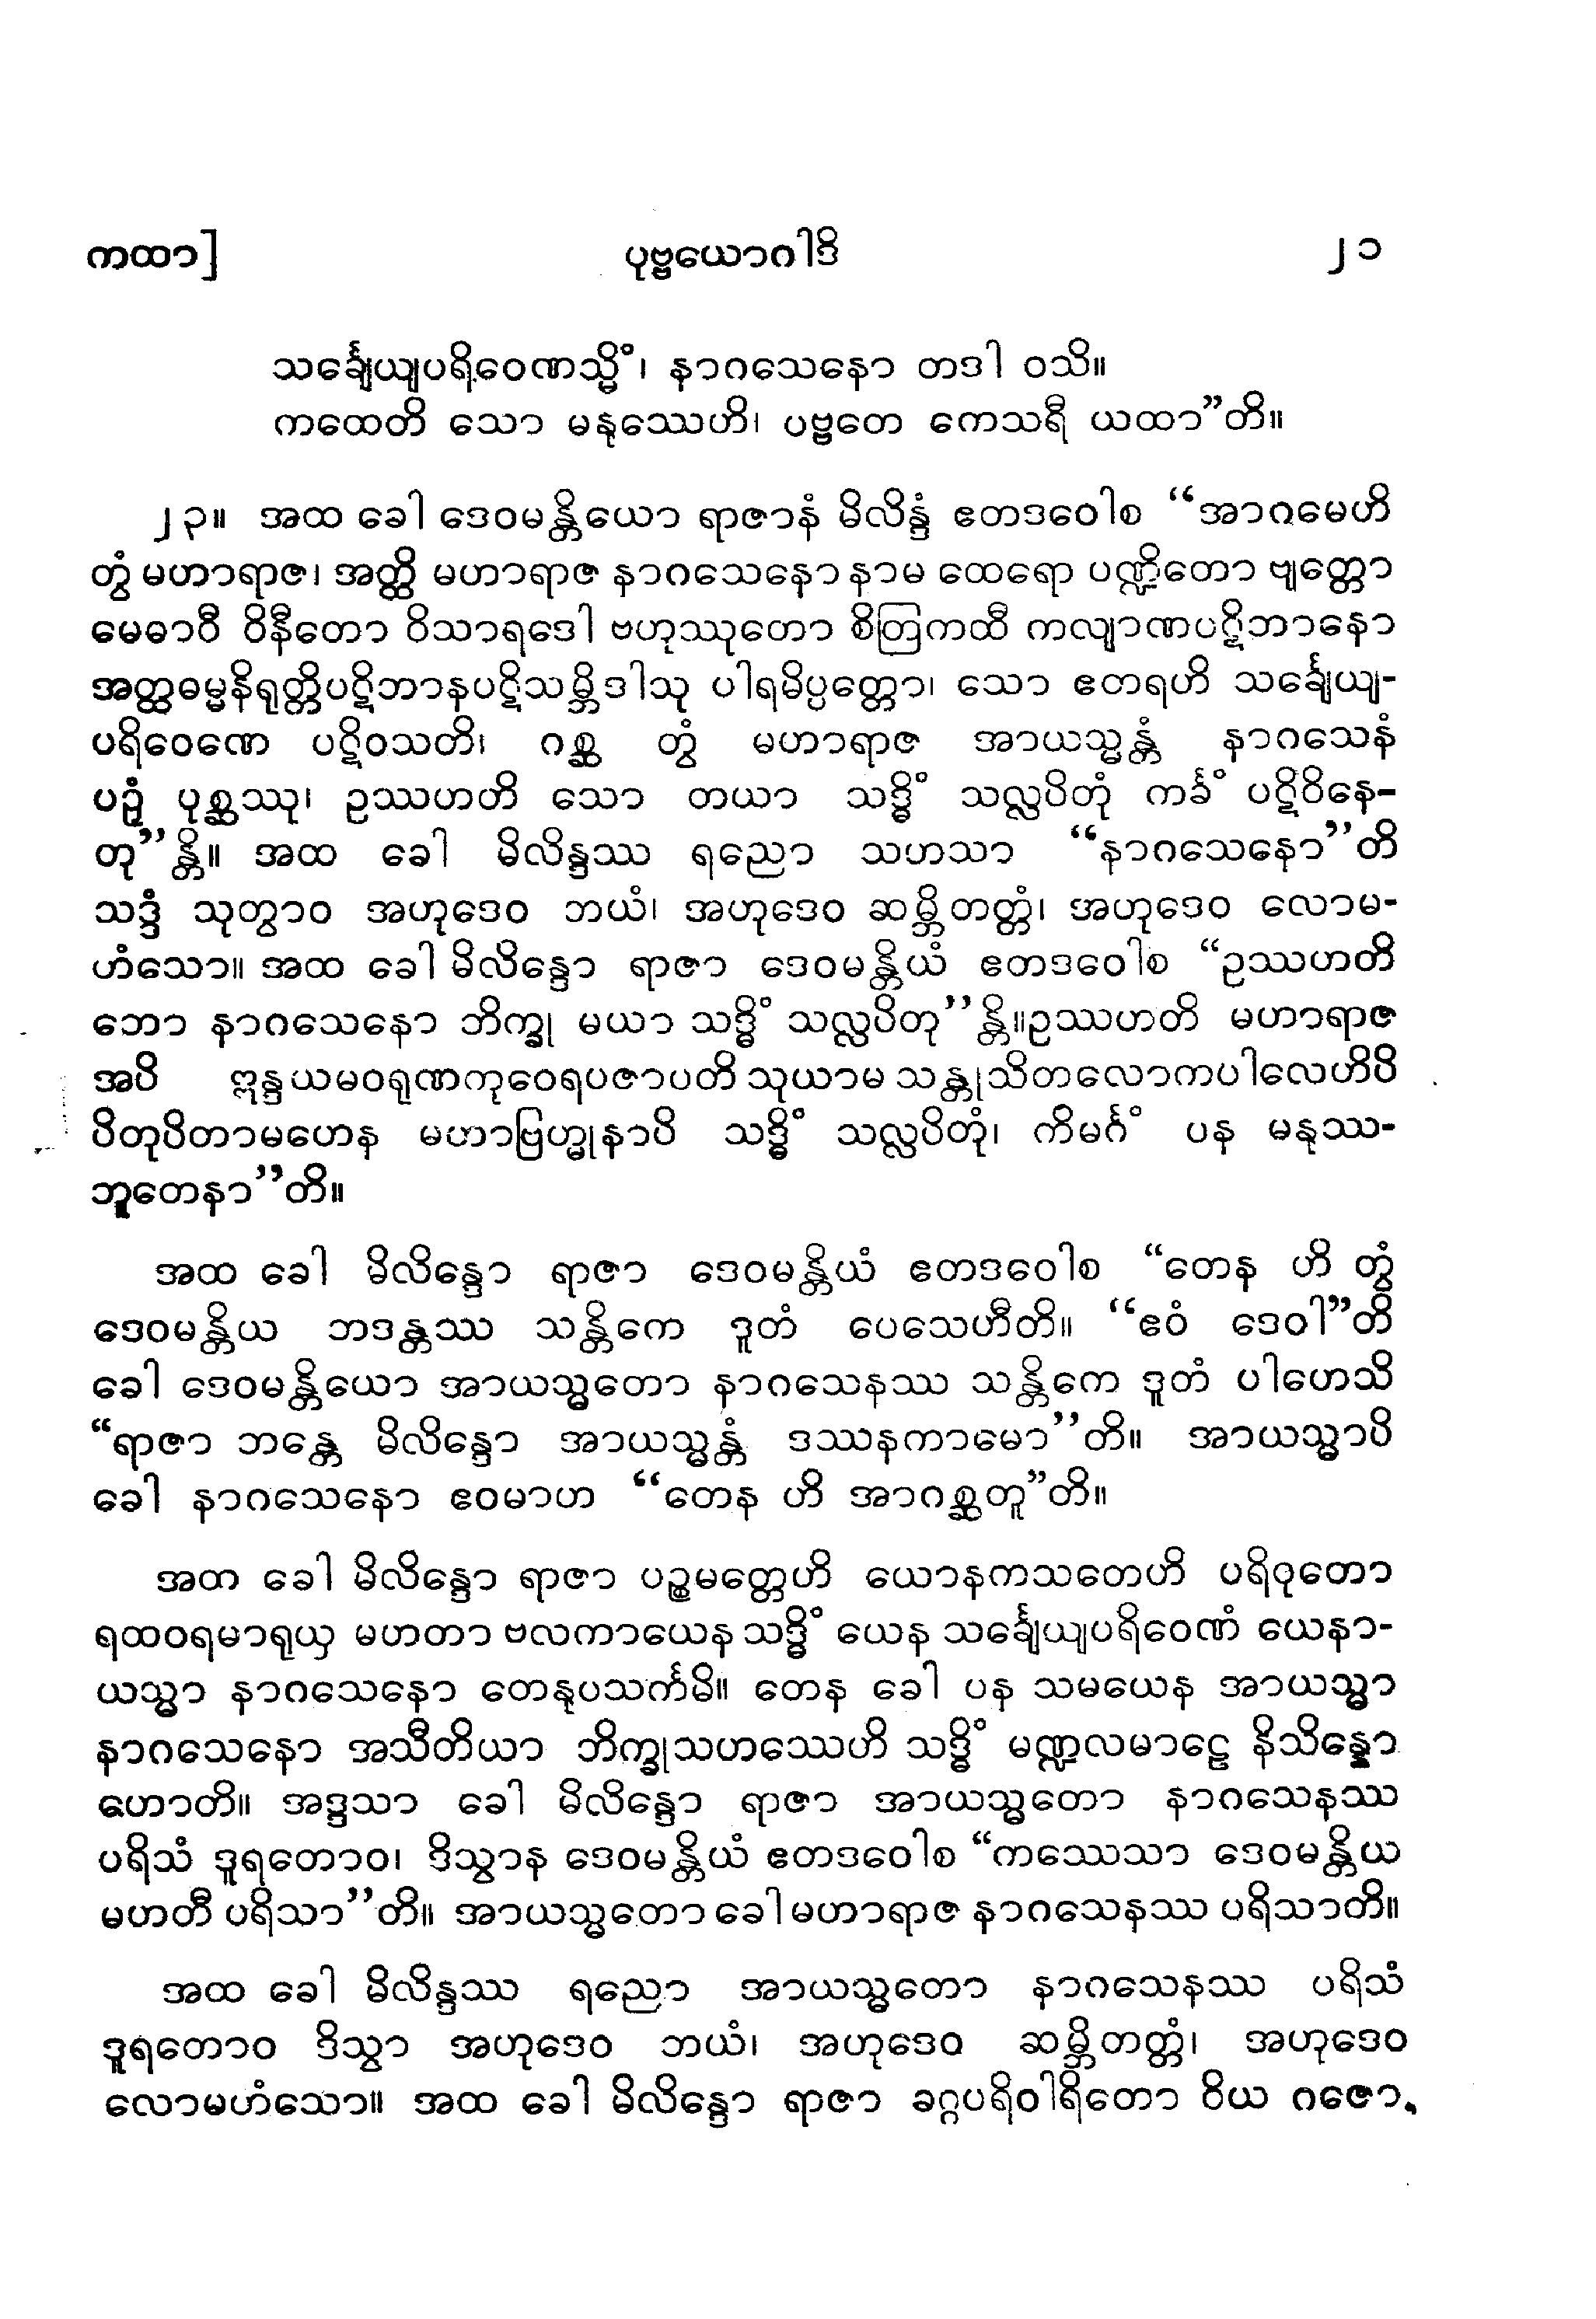 ကထာ] ပုဗ္ဗယောဂါဒိ ၂၁
သင်္ချေယျပရိဝေဏသ္မိံ၊ နာဂသေနော တဒါ ဝသိ။
ကထေတိ သော မနုဿေဟိ၊ ပဗ္ဗတေ ကေသရီ ယထာ”တိ။
၂၃။ အထ ခေါ ဒေဝမန္တိယော ရာဇာနံ မိလိန္ဒံ ဧတဒဝေါစ “အာဂမေဟိ
တွံ မဟာရာဇ၊ အတ္ထိ မဟာရာဇ နာဂသေနော နာမ ထေရော ပဏ္ဍိတော ဗျတ္တော
မေဓာဝီ ဝိနီတော ဝိသာရဒေါ ဗဟုဿုတော စိတြကထီ ကလျာဏပဋိဘာနော
အတ္ထဓမ္မနိရုတ္တိပဋိဘာနပဋိသမ္ဘိဒါသု ပါရမိပ္ပတ္တော၊ သော ဧတရဟိ သင်္ချေယျ-
ပရိဝေဏေ ပဋိဝသတိ၊ ဂစ္ဆ တွံ မဟာရာဇ အာယသ္မန္တံ နာဂသေနံ
ပဉှံ ပုစ္ဆဿု၊ ဥဿဟတိ သော တယာ သဒ္ဓိံ သလ္လပိတုံ ကင်္ခံ ပဋိဝိနေ-
တု”န္တိ။ အထ ခေါ မိလိန္ဒဿ ရညော သဟသာ “နာဂသေနော”တိ
သဒ္ဒံ သုတွာဝ အဟုဒေဝ ဘယံ၊ အဟုဒေဝ ဆမ္ဘိတတ္တံ၊ အဟုဒေဝ လောမ-
ဟံသော။ အထ ခေါ မိလိန္ဒော ရာဇာ ဒေဝမန္တိယံ ဧတဒဝေါစ “ဥဿဟတိ
ဘော နာဂသေနော ဘိက္ခု မယာ သဒ္ဓိံ သလ္လပိတု”န္တိ။ဥဿဟတိ မဟာရာဇ
အပိ ဣန္ဒယမဝရုဏကုဝေရပဇာပတိ သုယာမ သန္တုသိတလောကပါလေဟိပိ
ပိတုပိတာမဟေန မဟာဗြဟ္မုနာပိ သဒ္ဓိံ သလ္လပိတုံ၊ ကိမင်္ဂံ ပန မနုဿ-
ဘူတေနာ”တိ။
အထ ခေါ မိလိန္ဒော ရာဇာ ဒေဝမန္တိယံ ဧတဒဝေါစ “တေန ဟိ တွံ
ဒေဝမန္တိယ ဘဒန္တဿ သန္တိကေ ဒူတံ ပေသေဟီတိ။ “ဧဝံ ဒေဝါ”တိ
ခေါ ဒေဝမန္တိယော အာယသ္မတော နာဂသေနဿ သန္တိကေ ဒူတံ ပါဟေသိ
“ရာဇာ ဘန္တေ မိလိန္ဒော အာယသ္မန္တံ ဒဿနကာမော”တိ။ အာယသ္မာပိ
ခေါ နာဂသေနော ဧဝမာဟ “တေန ဟိ အာဂစ္ဆတူ”တိ။
အထ ခေါ မိလိန္ဒော ရာဇာ ပဉ္စမတ္တေဟိ ယောနကသတေဟိ ပရိဝုတော
ရထဝရမာရုယှ မဟတာ ဗလကာယေန သဒ္ဓိံ ယေန သင်္ချေယျပရိဝေဏံ ယေနာ-
ယသ္မာ နာဂသေနော တေနုပသင်္ကမိ။ တေန ခေါ ပန သမယေန အာယသ္မာ
နာဂသေနော အသီတိယာ ဘိက္ခုသဟဿေဟိ သဒ္ဓိံ မဏ္ဍလမာဠေ နိသိန္နော
ဟောတိ။ အဒ္ဒသာ ခေါ မိလိန္ဒော ရာဇာ အာယသ္မတော နာဂသေနဿ
ပရိသံ ဒူရတောဝ၊ ဒိသွာန ဒေဝမန္တိယံ ဧတဒဝေါစ “ကဿေသာ ဒေဝမန္တိယ
မဟတီ ပရိသာ”တိ။ အာယသ္မတော ခေါ မဟာရာဇ နာဂသေနဿ ပရိသာတိ။
အထ ခေါ မိလိန္ဒဿ ရညော အာယသ္မတော နာဂသေနဿ ပရိသံ
ဒူရတောဝ ဒိသွာ အဟုဒေဝ ဘယံ၊ အဟုဒေဝ ဆမ္ဘိတတ္တံ၊ အဟုဒေဝ
လောမဟံသော။ အထ ခေါ မိလိန္ဒော ရာဇာ ခဂ္ဂပရိဝါရိတော ဝိယ ဂဇော,